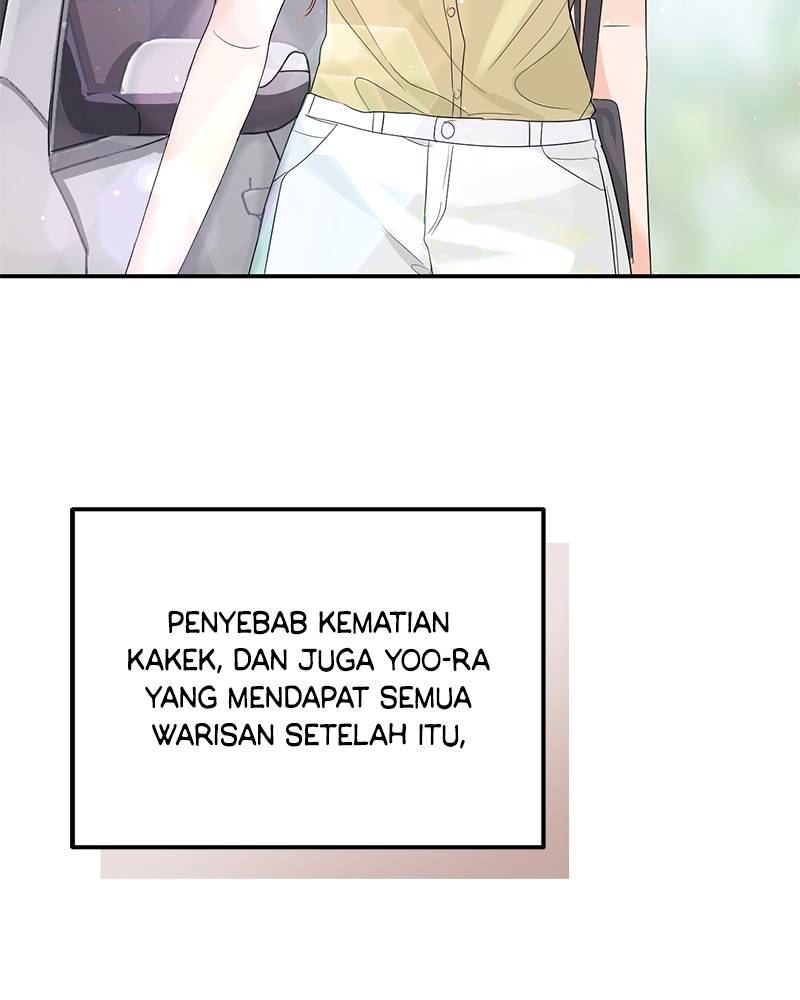 PENYEBAB KEMATIAN
KAKEK, DAN JUGA YOO-RA
YANG MENDAPAT SEMUA
WARISAN SETELAH ITU,